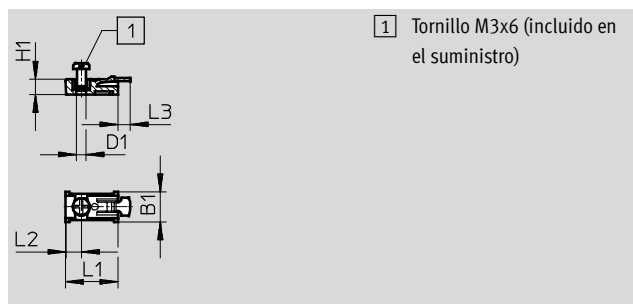 1
1 Tornillo M3x6 (incluido en
el suministro)
H1
L3
D1
B1
L2
L1